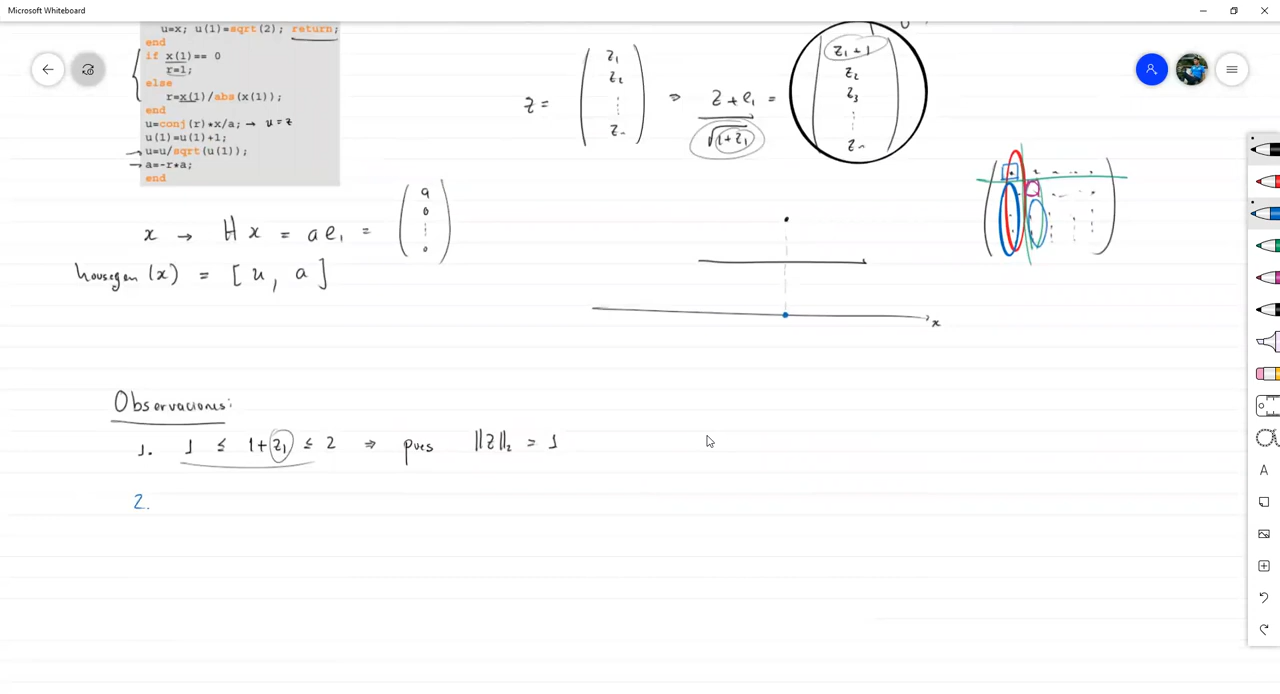 Microsoft Whiteboard
u=x; u(1)=sqrt(2); return;
end
if x(1)== 0
r=1;
else
r=x(1)/abs(x(1));
end
u=conj(r)*x/a; → u = z
u(1)=u(1)+1;
u=u/sqrt(u(1));
a=-r*a;
end
z = ( z₁ z₂ ⋮ zₙ ) ⇒ z + e₁ / √(1+z₁) = ( z₁ + 1 z₂ z₃ ⋮ zₙ )
x → H x = a e₁ = ( a 0 ⋮ 0 )
housegen (x) = [ u, a ]
x
Observaciones:
1. 1 ≤ 1 + z₁ ≤ 2 ⇒ pues ||z||₂ = 1
2.
A